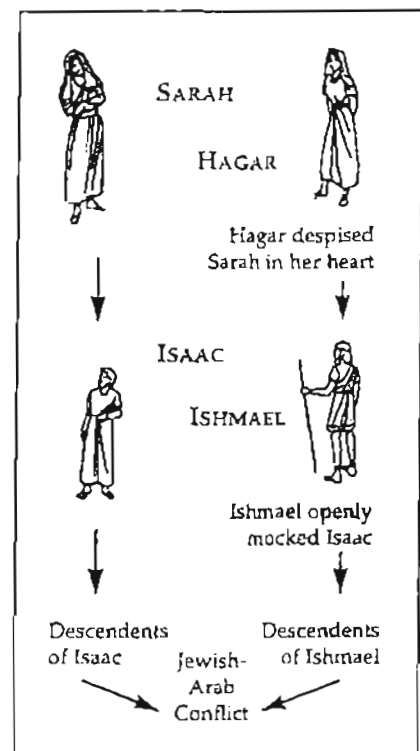 SARAH
HAGAR
Hagar despised
Sarah in her heart
ISAAC
ISHMAEL
Ishmael openly
mocked Isaac
Descendents
of Isaac
Jewish-
Arab
Conflict
Descendents
of Ishmael